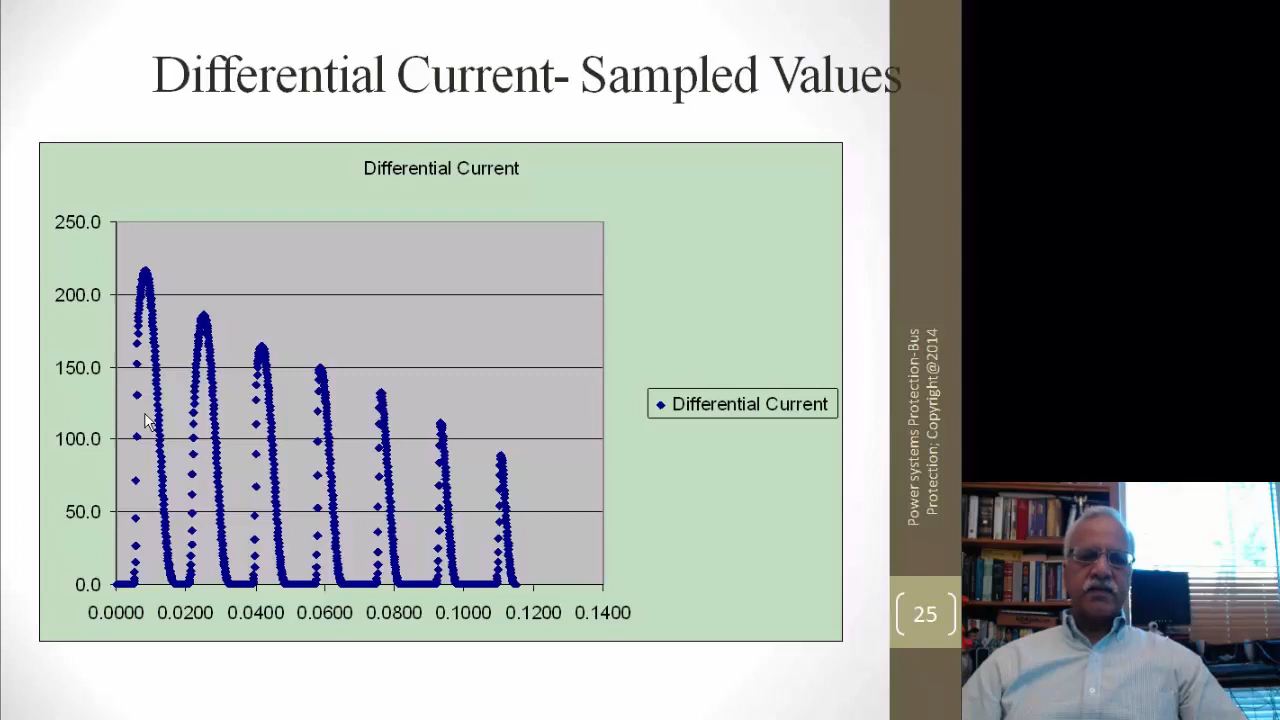 Differential Current- Sampled Values
Differential Current
250.0
200.0
150.0
100.0
50.0
0.0
0.0000 0.0200 0.0400 0.0600 0.0800 0.1000 0.1200 0.1400
Differential Current
Power systems Protection-Bus
Protection; Copyright@2014
25